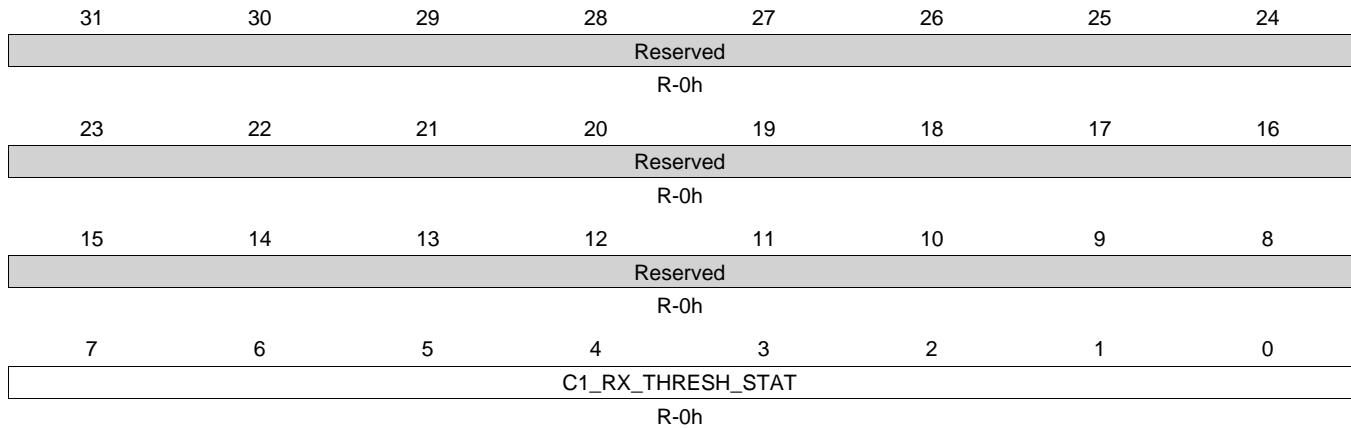 31 30 29 28 27 26 25 24
Reserved
R-0h
23 22 21 20 19 18 17 16
Reserved
R-0h
15 14 13 12 11 10 9 8
Reserved
R-0h
7 6 5 4 3 2 1 0
C1_RX_THRESH_STAT
R-0h